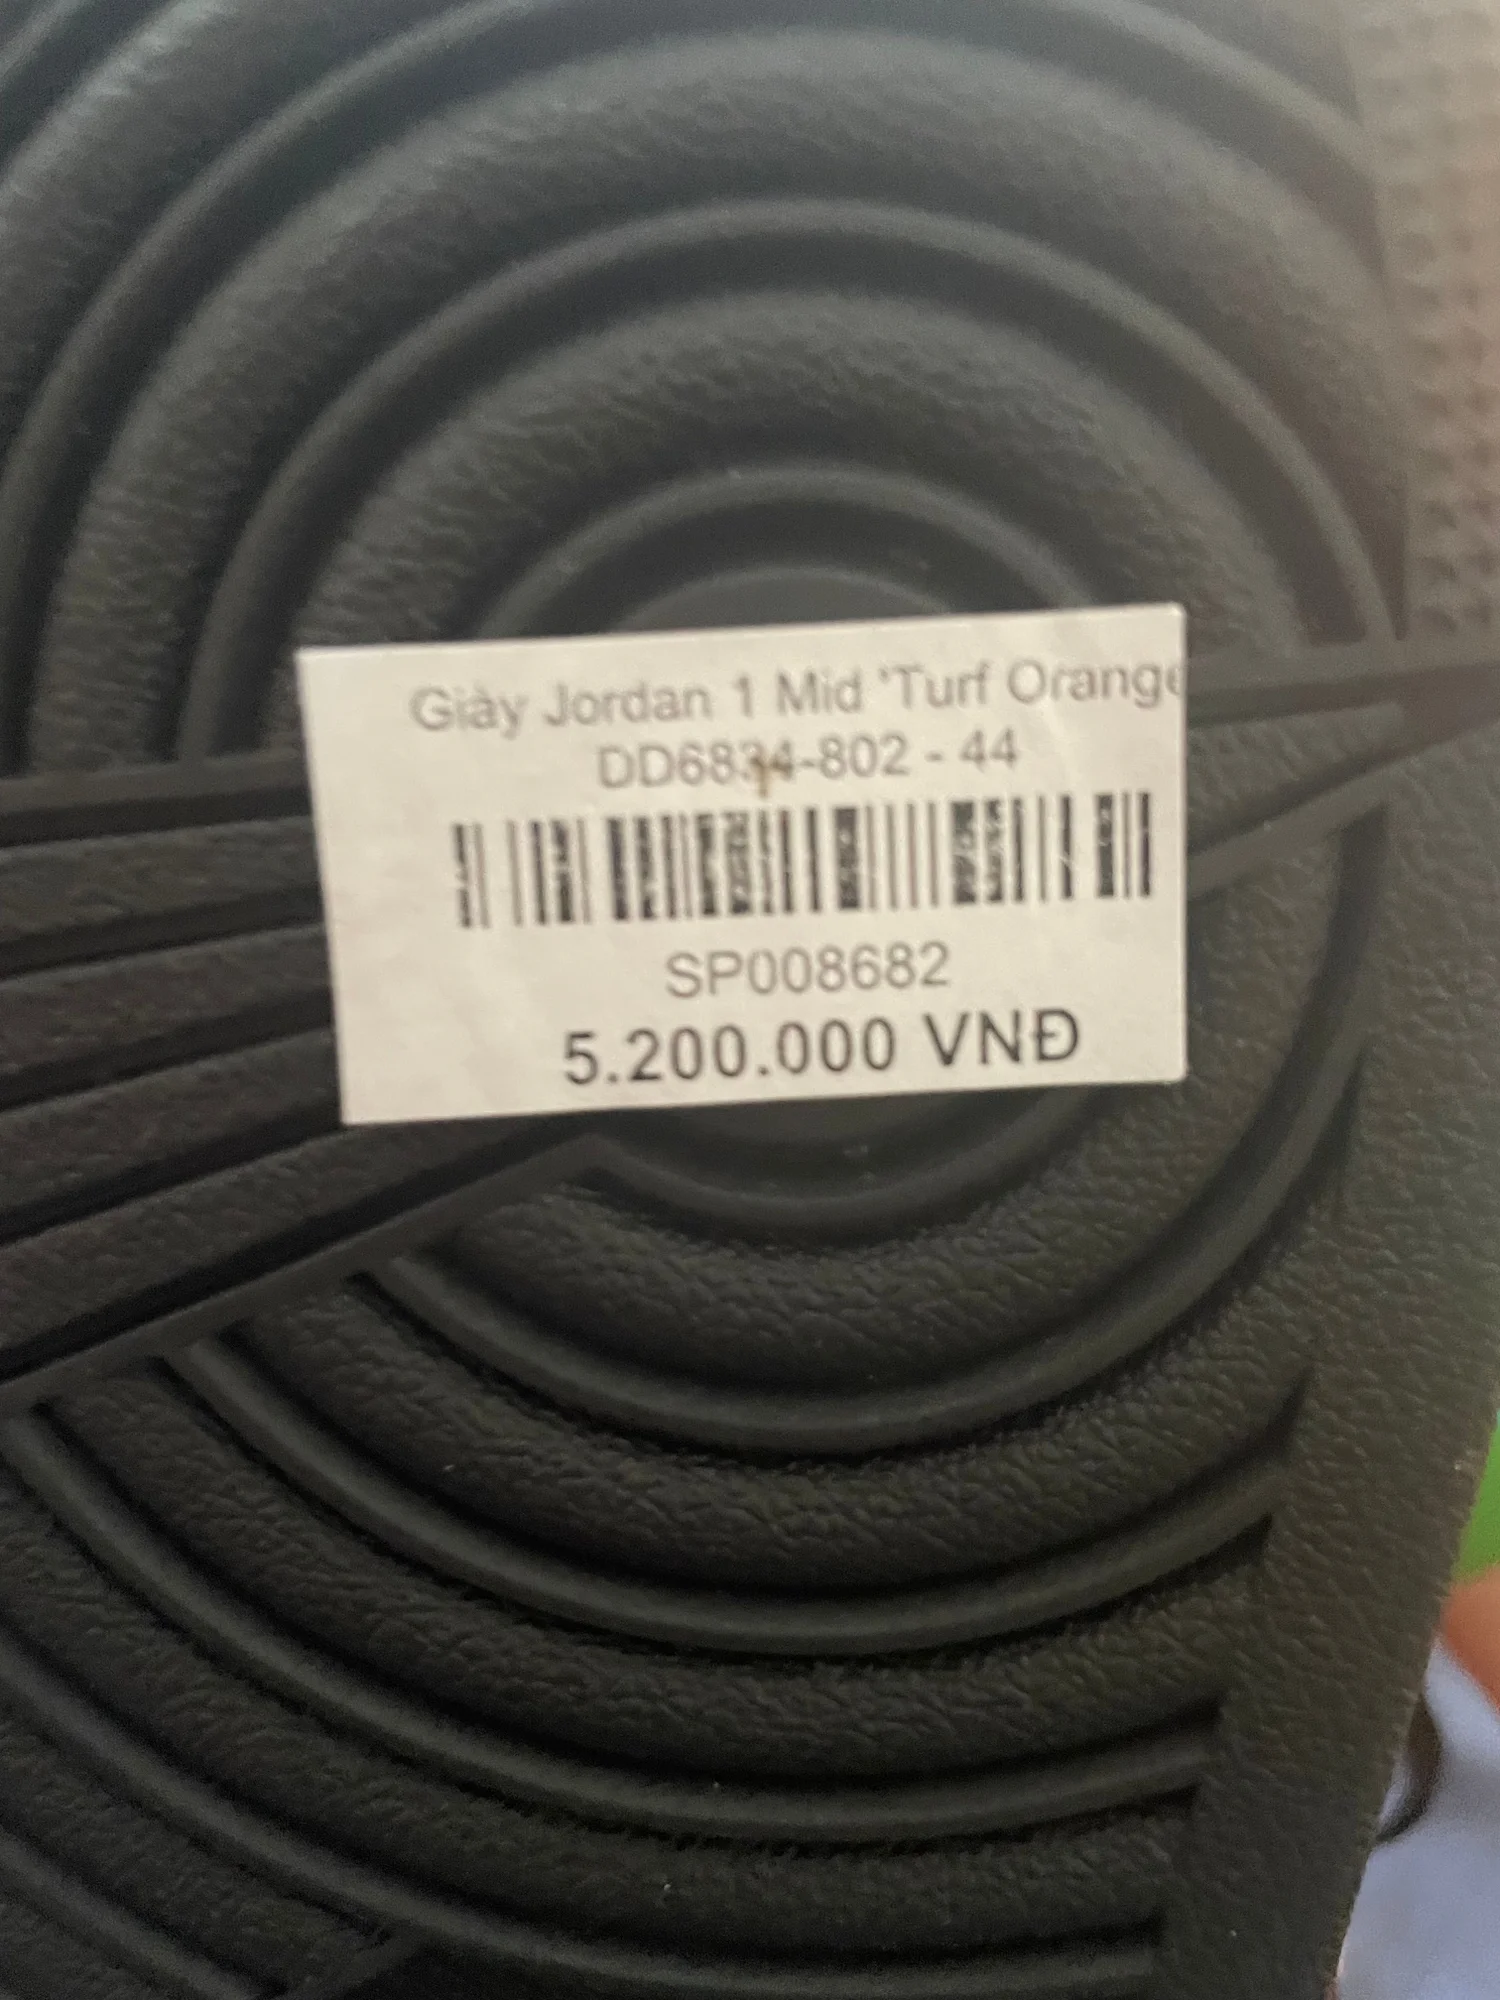 Giày Jordan 1 Mid 'Turf Orange
DD6834-802 - 44
SP008682
5.200.000 VNĐ